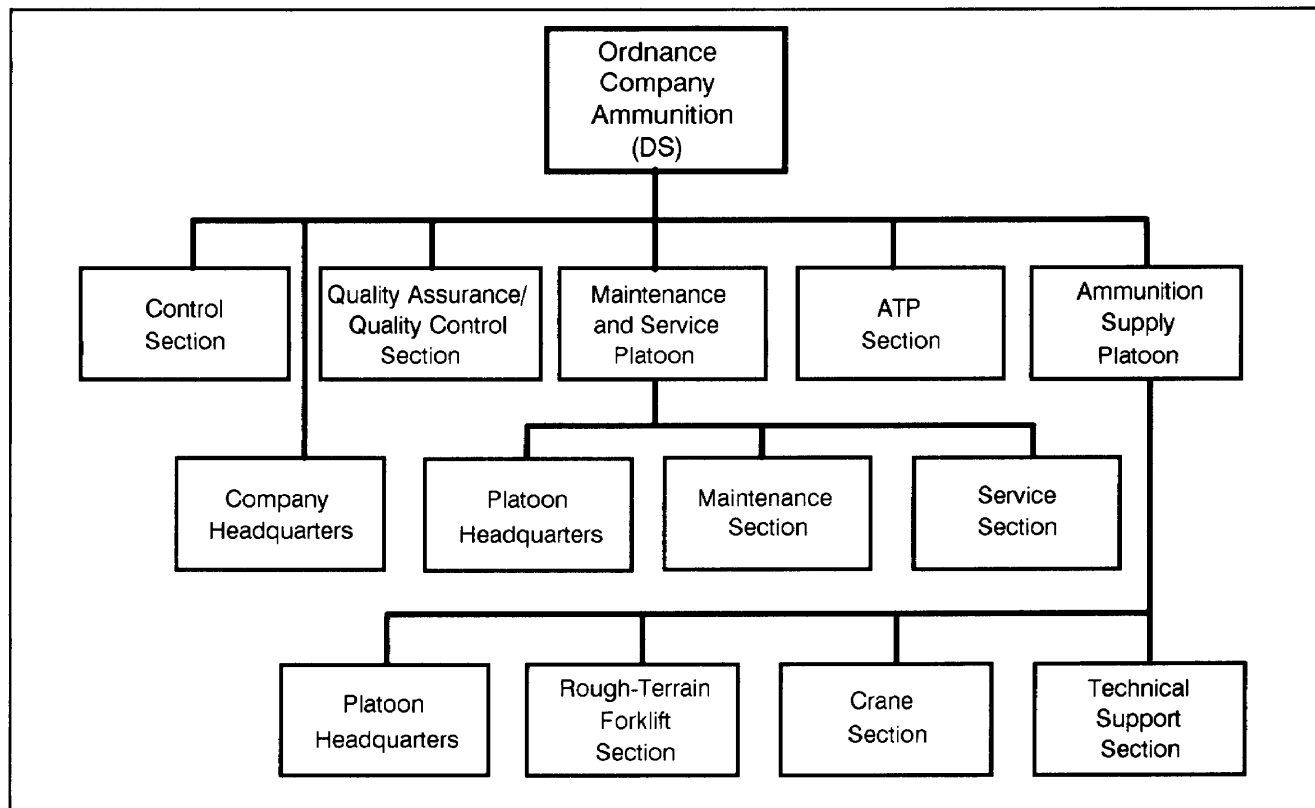 Ordnance
Company
Ammunition
(DS)
Control
Section
Quality Assurance/
Quality Control
Section
Maintenance
and Service
Platoon
ATP
Section
Ammunition
Supply
Platoon
Company
Headquarters
Platoon
Headquarters
Maintenance
Section
Service
Section
Platoon
Headquarters
Rough-Terrain
Forklift
Section
Crane
Section
Technical
Support
Section